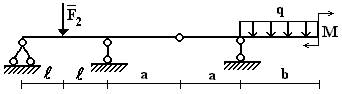 F̅₂ q M
ℓ ℓ a a b